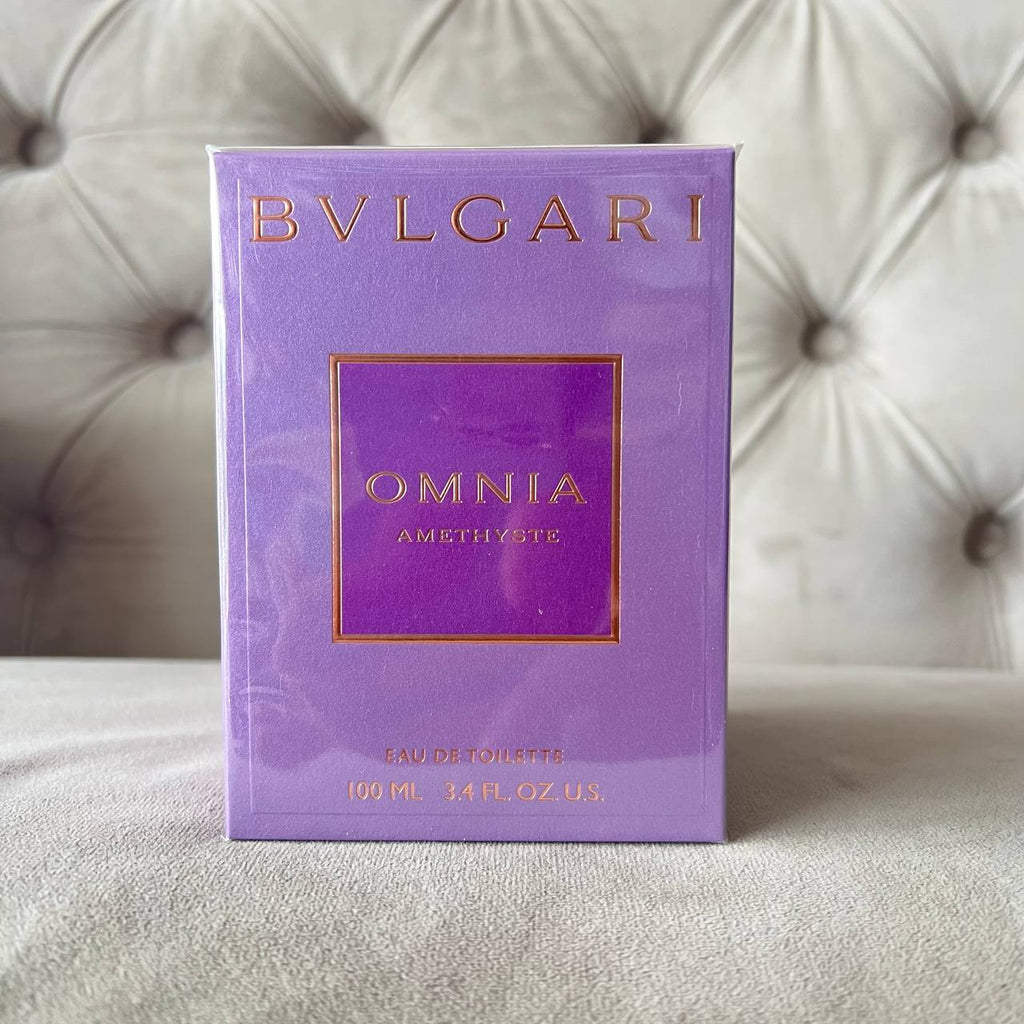 BVLGARI
OMNIA
AMETHYSTE
EAU DE TOILETTE
100 ML 3.4 FL. OZ. U.S.